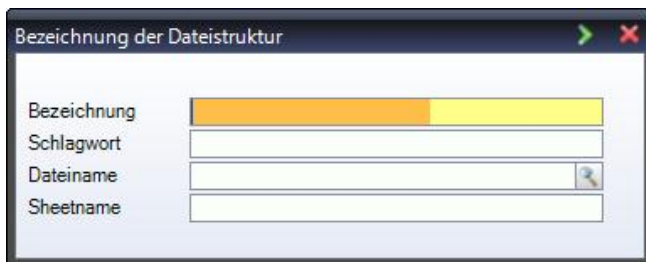 Bezeichnung der Dateistruktur
Bezeichnung
Schlagwort
Dateiname
Sheetname